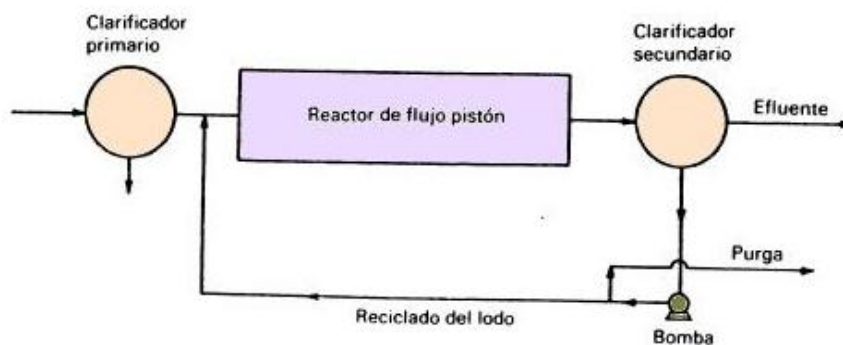 Clarificador
primario
Clarificador
secundario
Reactor de flujo pistón
Efluente
Purga
Reciclado del lodo
Bomba